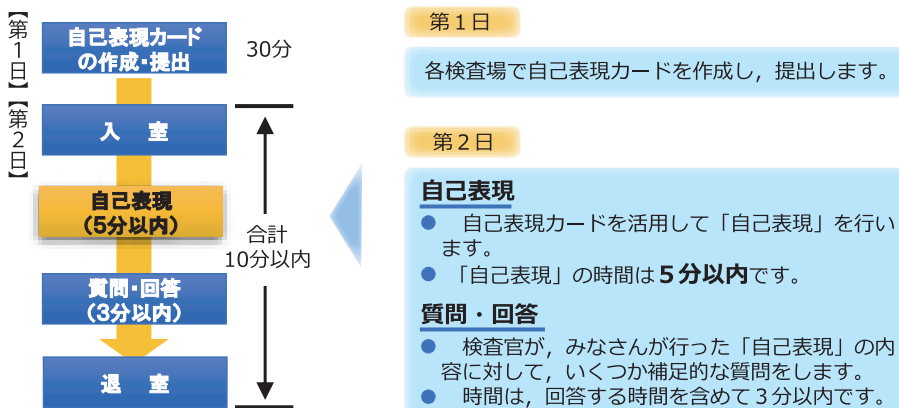 【第1日】
自己表現カード
の作成・提出
30分
【第2日】
入 室
自己表現
(5分以内)
合計
10分以内
質問・回答
(3分以内)
退 室
第1日
各検査場で自己表現カードを作成し，提出します。
第2日
自己表現
● 自己表現カードを活用して「自己表現」を行い
ます。
● 「自己表現」の時間は５分以内です。
質問・回答
● 検査官が，みなさんが行った「自己表現」の内
容に対して，いくつか補足的な質問をします。
● 時間は，回答する時間を含めて３分以内です。